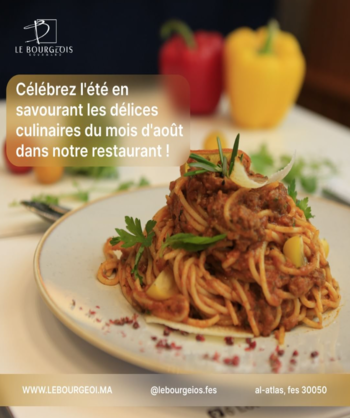 LE BOURGEOIS
Célébrez l'été en
savourant les délices
culinaires du mois d'août
dans notre restaurant !
WWW.LEBOURGEOI.MA @lebourgeois.fes al-atlas, fes 30050